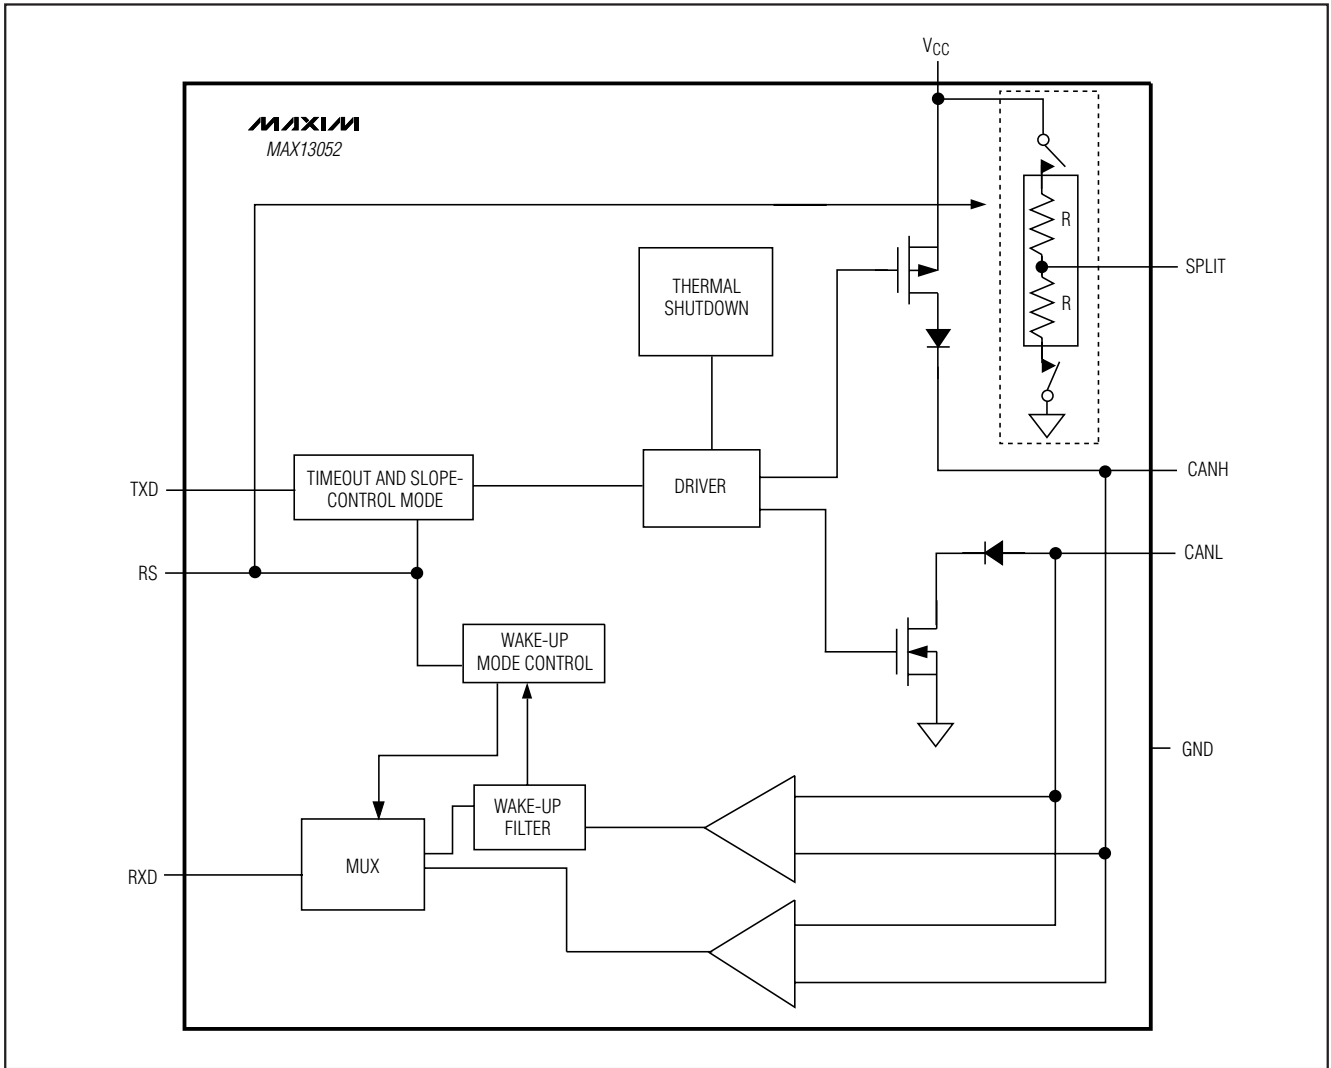 VCC
MAXIM
MAX13052
R
THERMAL
SHUTDOWN
SPLIT
R
TIMEOUT AND SLOPE-
CONTROL MODE
DRIVER
CANH
TXD
CANL
RS
WAKE-UP
MODE CONTROL
GND
WAKE-UP
FILTER
MUX
RXD